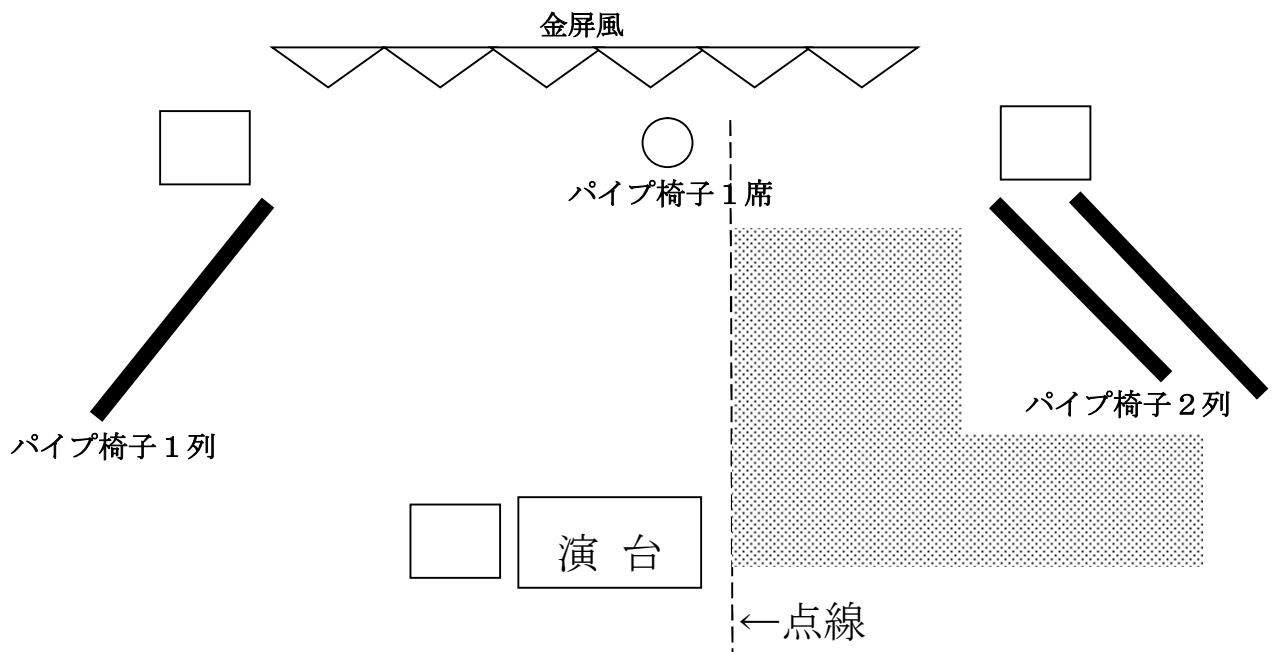 金屏風
パイプ椅子１席
パイプ椅子２列
パイプ椅子１列
演 台
←点線